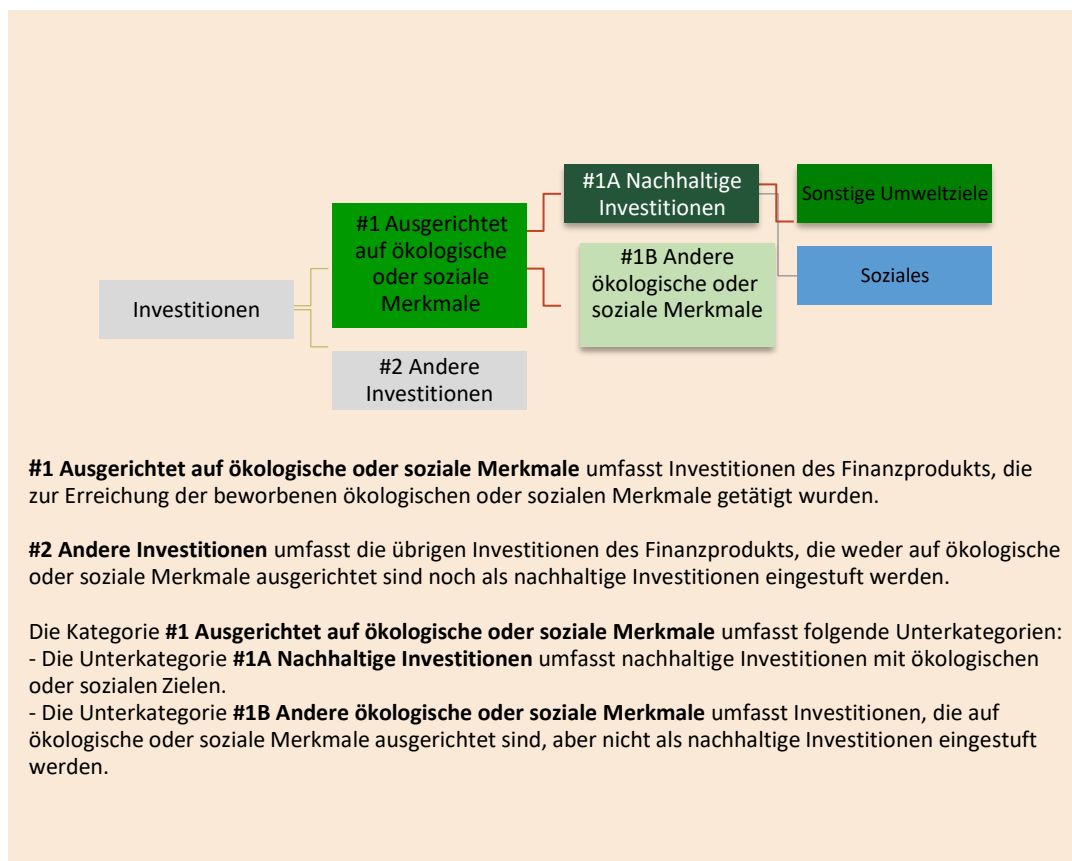 #1A Nachhaltige
Investitionen
Sonstige Umweltziele
#1 Ausgerichtet
auf ökologische
oder soziale
Merkmale
#1B Andere
ökologische oder
soziale Merkmale
Soziales
Investitionen
#2 Andere
Investitionen
#1 Ausgerichtet auf ökologische oder soziale Merkmale umfasst Investitionen des Finanzprodukts, die
zur Erreichung der beworbenen ökologischen oder sozialen Merkmale getätigt wurden.
#2 Andere Investitionen umfasst die übrigen Investitionen des Finanzprodukts, die weder auf ökologische
oder soziale Merkmale ausgerichtet sind noch als nachhaltige Investitionen eingestuft werden.
Die Kategorie #1 Ausgerichtet auf ökologische oder soziale Merkmale umfasst folgende Unterkategorien:
- Die Unterkategorie #1A Nachhaltige Investitionen umfasst nachhaltige Investitionen mit ökologischen
oder sozialen Zielen.
- Die Unterkategorie #1B Andere ökologische oder soziale Merkmale umfasst Investitionen, die auf
ökologische oder soziale Merkmale ausgerichtet sind, aber nicht als nachhaltige Investitionen eingestuft
werden.